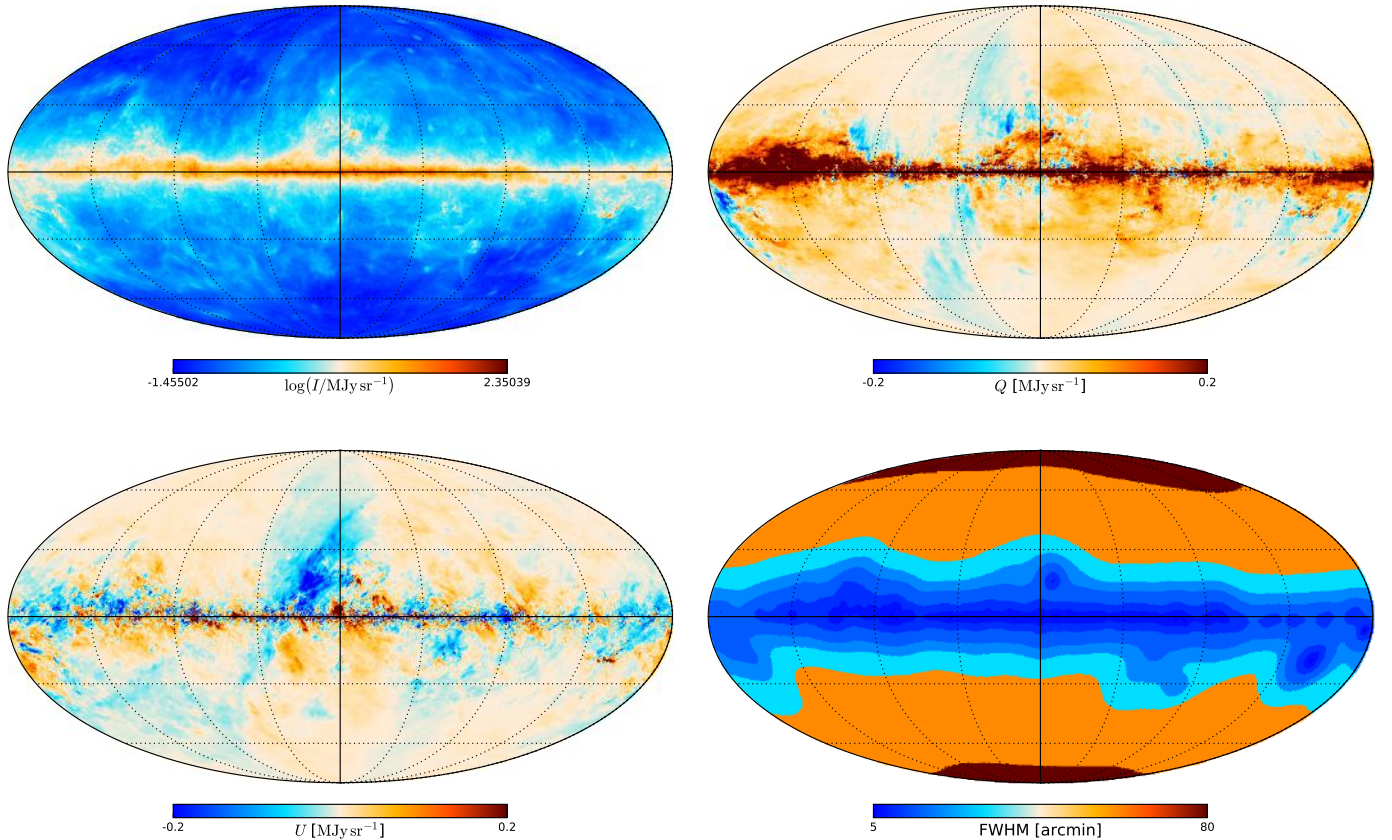 -1.45502 log(I/MJy sr⁻¹) 2.35039
-0.2 Q [MJy sr⁻¹] 0.2
-0.2 U [MJy sr⁻¹] 0.2
5 FWHM [arcmin] 80